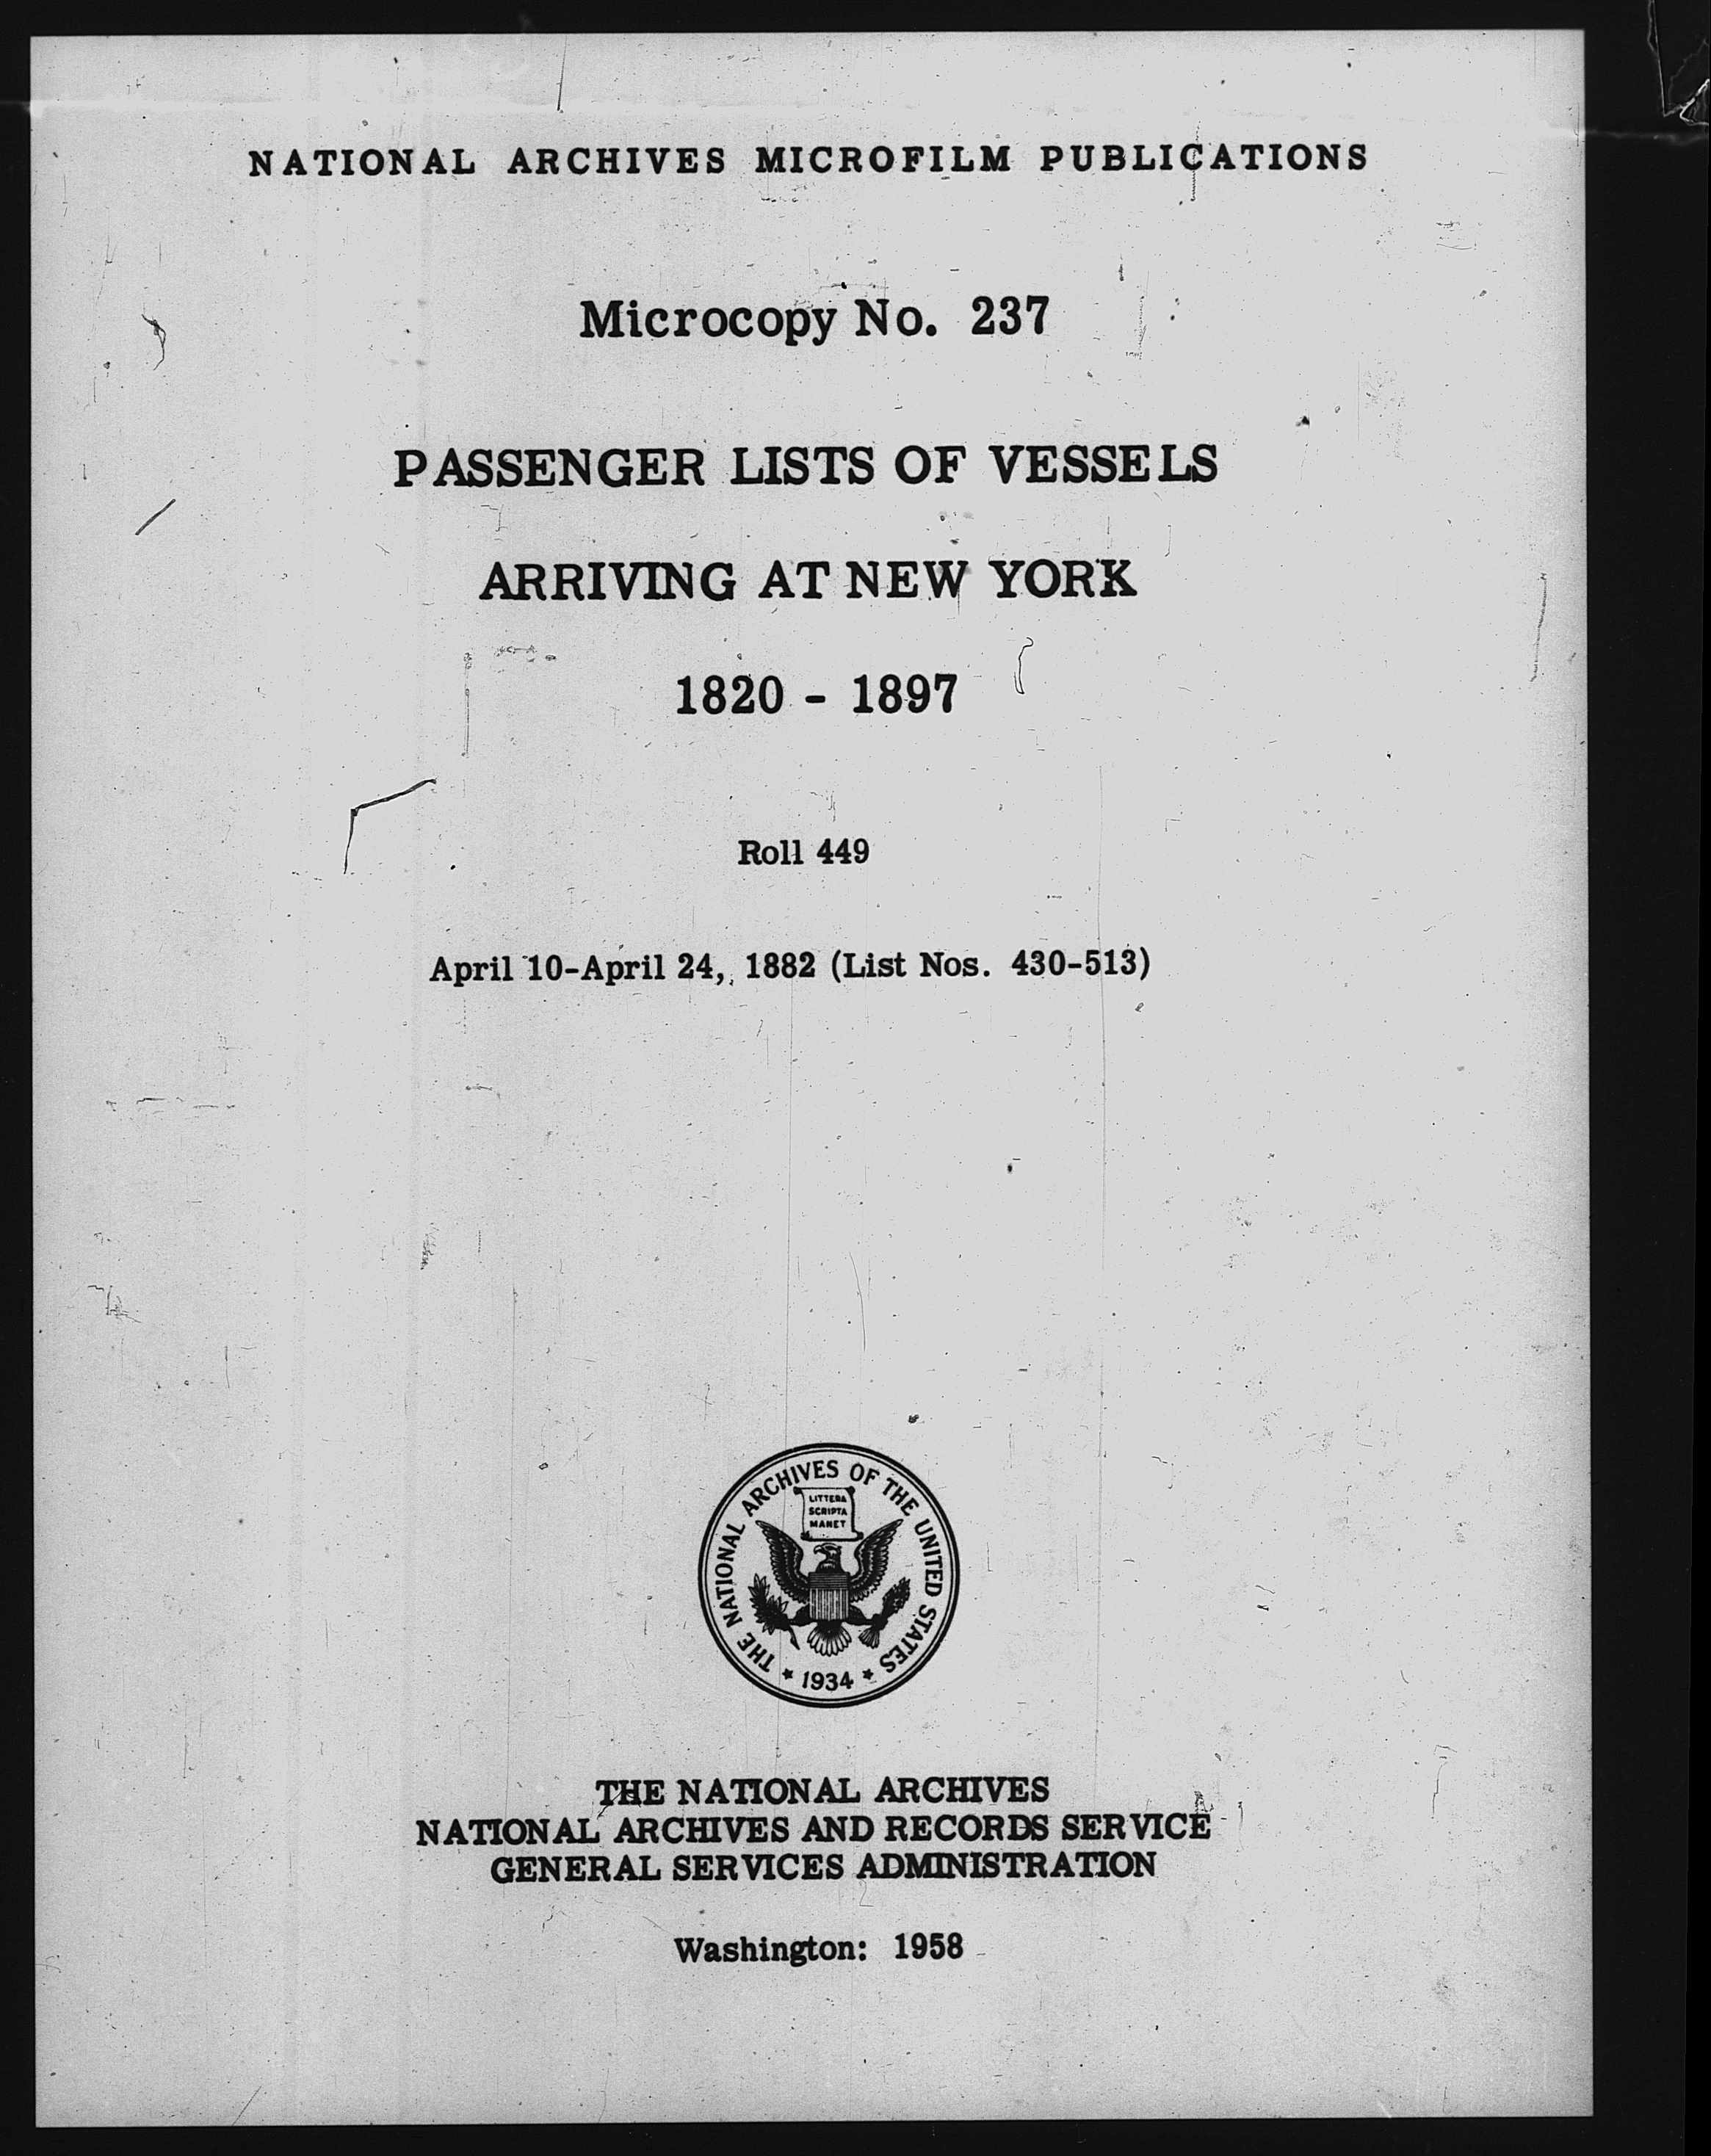 NATIONAL ARCHIVES MICROFILM PUBLICATIONS
Microcopy No. 237
PASSENGER LISTS OF VESSELS
ARRIVING AT NEW YORK
1820 - 1897
Roll 449
April 10-April 24, 1882 (List Nos. 430-513)
THE NATIONAL ARCHIVES OF THE UNITED STATES
LITTERA
SCRIPTA
MANET
★ 1934 ★
THE NATIONAL ARCHIVES
NATIONAL ARCHIVES AND RECORDS SERVICE
GENERAL SERVICES ADMINISTRATION
Washington: 1958